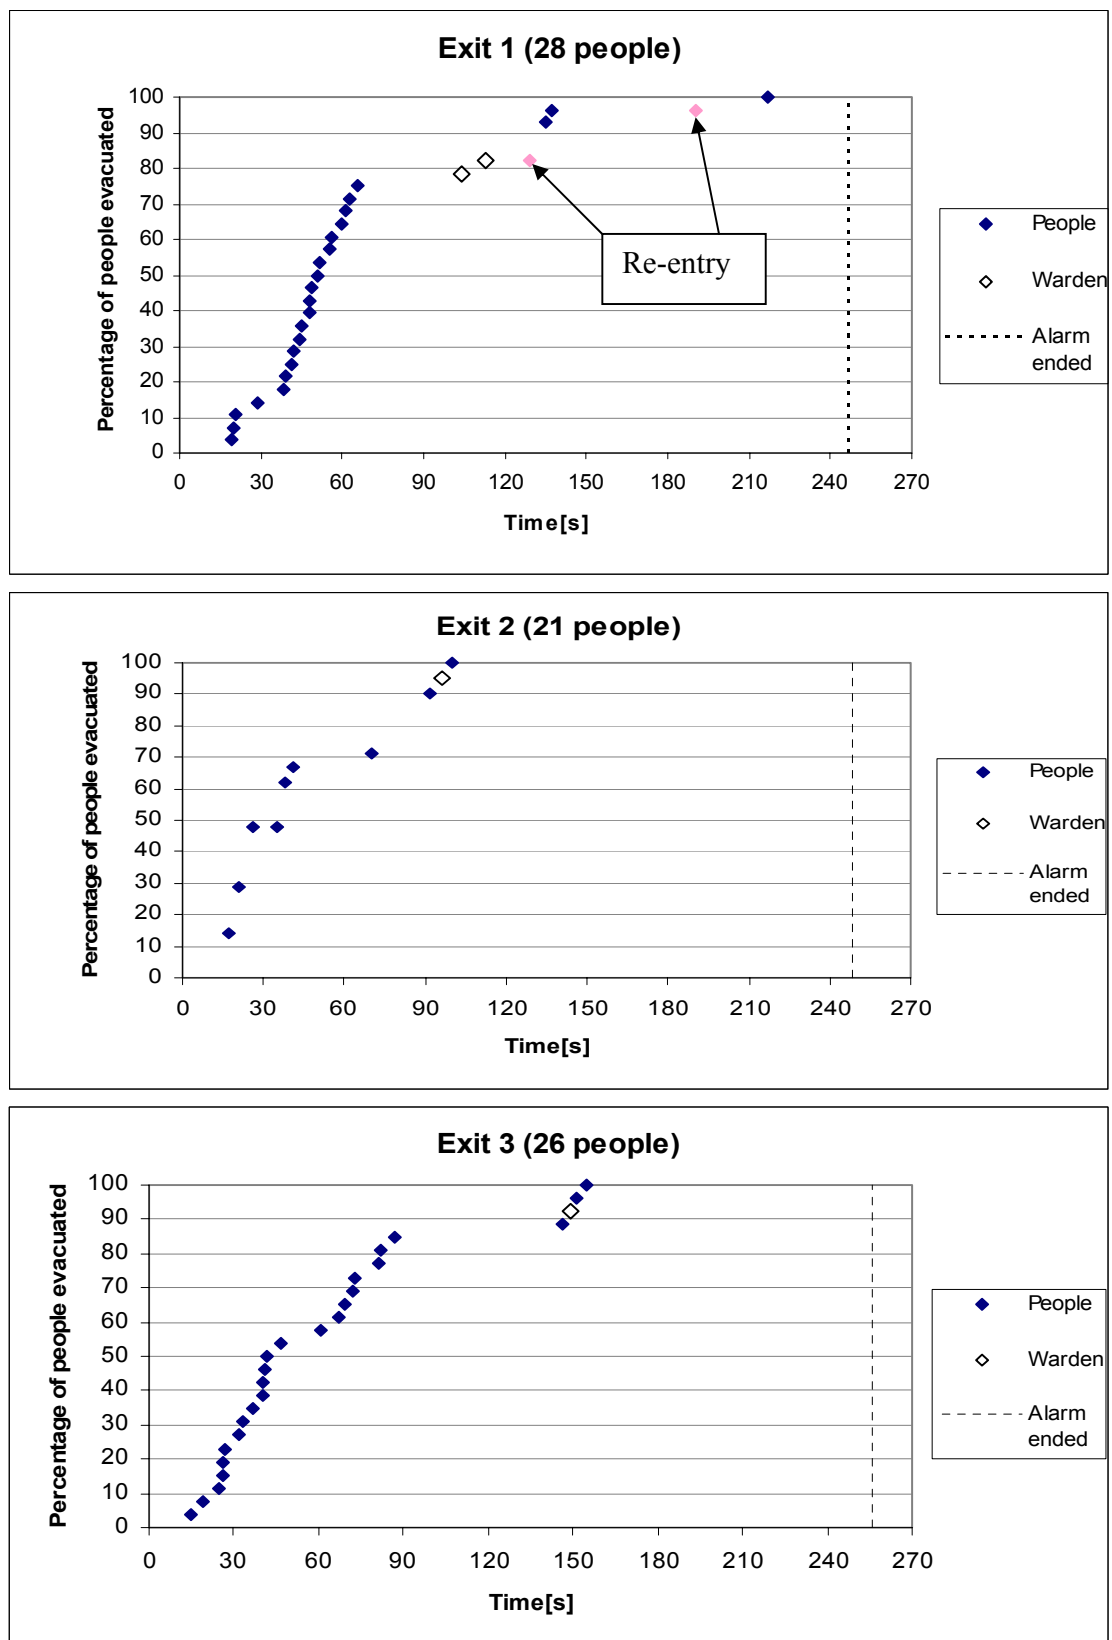 Exit 1 (28 people)
Percentage of people evacuated
100
90
80
70
60
50
40
30
20
10
0
0 30 60 90 120 150 180 210 240 270
Time[s]
Re-entry
People
Warden
Alarm
ended
Exit 2 (21 people)
Percentage of people evacuated
100
90
80
70
60
50
40
30
20
10
0
0 30 60 90 120 150 180 210 240 270
Time[s]
People
Warden
Alarm
ended
Exit 3 (26 people)
Percentage of people evacuated
100
90
80
70
60
50
40
30
20
10
0
0 30 60 90 120 150 180 210 240 270
Time[s]
People
Warden
Alarm
ended